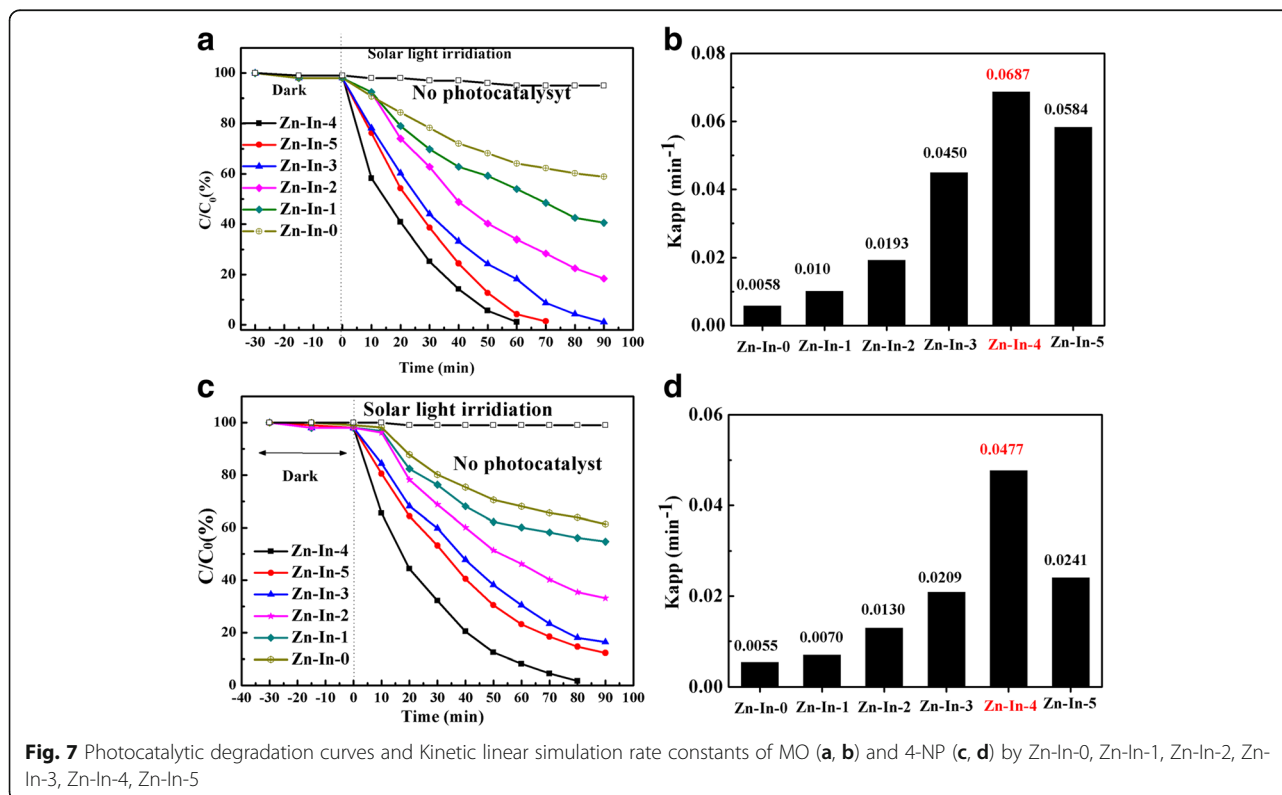 a
Solar light irridiation
Dark
No photocatalysyt
Zn-In-4
Zn-In-5
Zn-In-3
Zn-In-2
Zn-In-1
Zn-In-0
C/C0(%)
100
80
60
40
20
0
-30 -20 -10 0 10 20 30 40 50 60 70 80 90 100
Time (min)
b
Kapp (min-1)
0.08
0.06
0.04
0.02
0.00
0.0058
0.010
0.0193
0.0450
0.0687
0.0584
Zn-In-0 Zn-In-1 Zn-In-2 Zn-In-3 Zn-In-4 Zn-In-5
c
Solar light irridiation
Dark
No photocatalyst
Zn-In-4
Zn-In-5
Zn-In-3
Zn-In-2
Zn-In-1
Zn-In-0
C/C0(%)
100
80
60
40
20
0
-30 -20 -10 0 10 20 30 40 50 60 70 80 90 100
Time (min)
d
Kapp (min-1)
0.06
0.04
0.02
0.00
0.0055
0.0070
0.0130
0.0209
0.0477
0.0241
Zn-In-0 Zn-In-1 Zn-In-2 Zn-In-3 Zn-In-4 Zn-In-5
Fig. 7 Photocatalytic degradation curves and Kinetic linear simulation rate constants of MO (a, b) and 4-NP (c, d) by Zn-In-0, Zn-In-1, Zn-In-2, Zn-
In-3, Zn-In-4, Zn-In-5